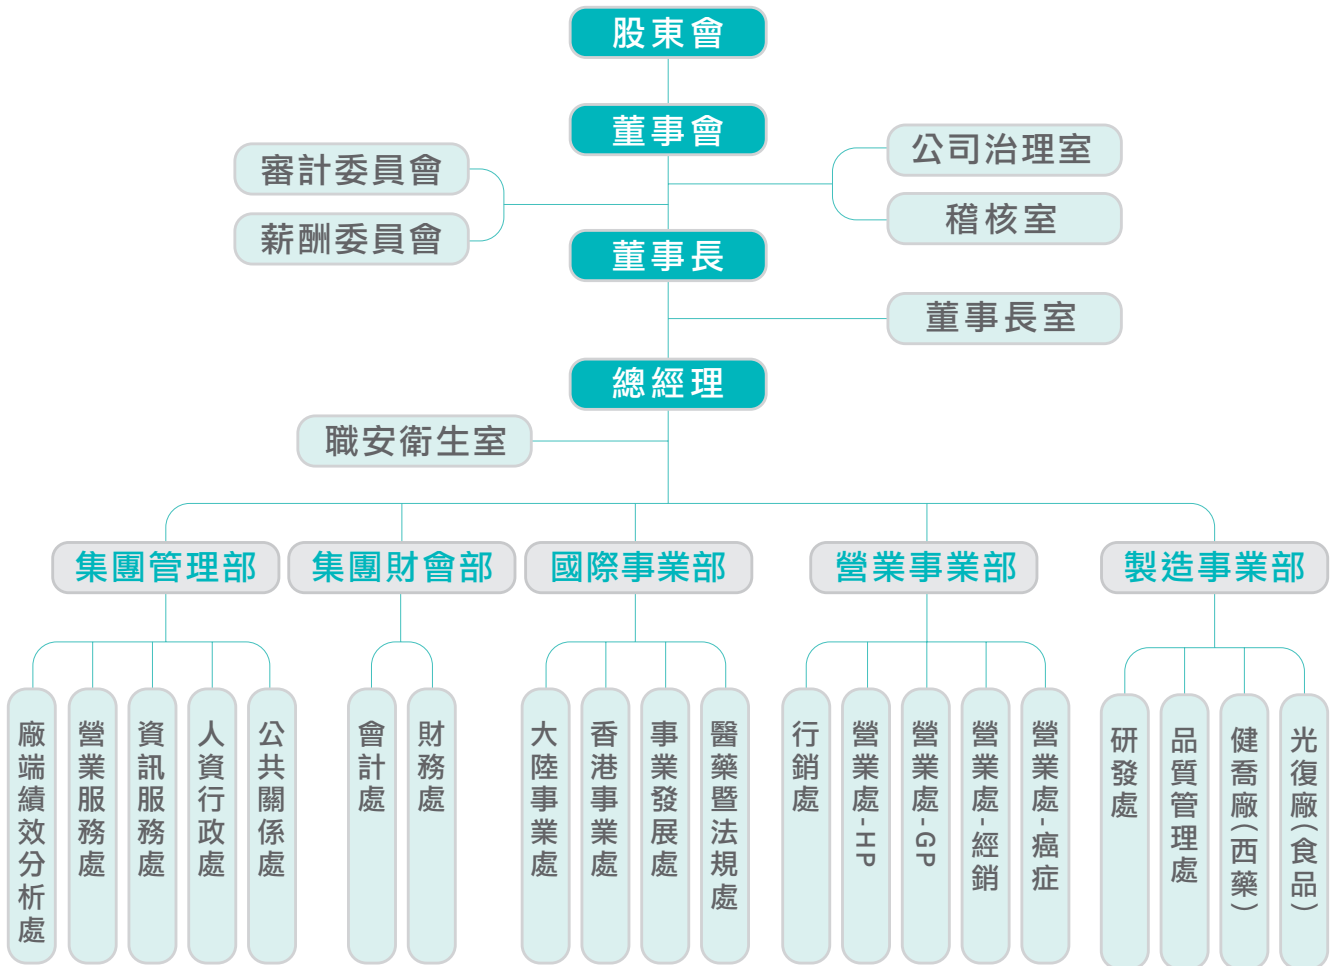 股東會
董事會
審計委員會
薪酬委員會
公司治理室
稽核室
董事長
董事長室
總經理
職安衛生室
集團管理部
集團財會部
國際事業部
營業事業部
製造事業部
廠端績效分析處
營業服務處
資訊服務處
人資行政處
公共關係處
會計處
財務處
大陸事業處
香港事業處
事業發展處
醫藥暨法規處
行銷處
營業處-HP
營業處-GP
營業處-經銷
營業處-癌症
研發處
品質管理處
健喬廠(西藥)
光復廠(食品)